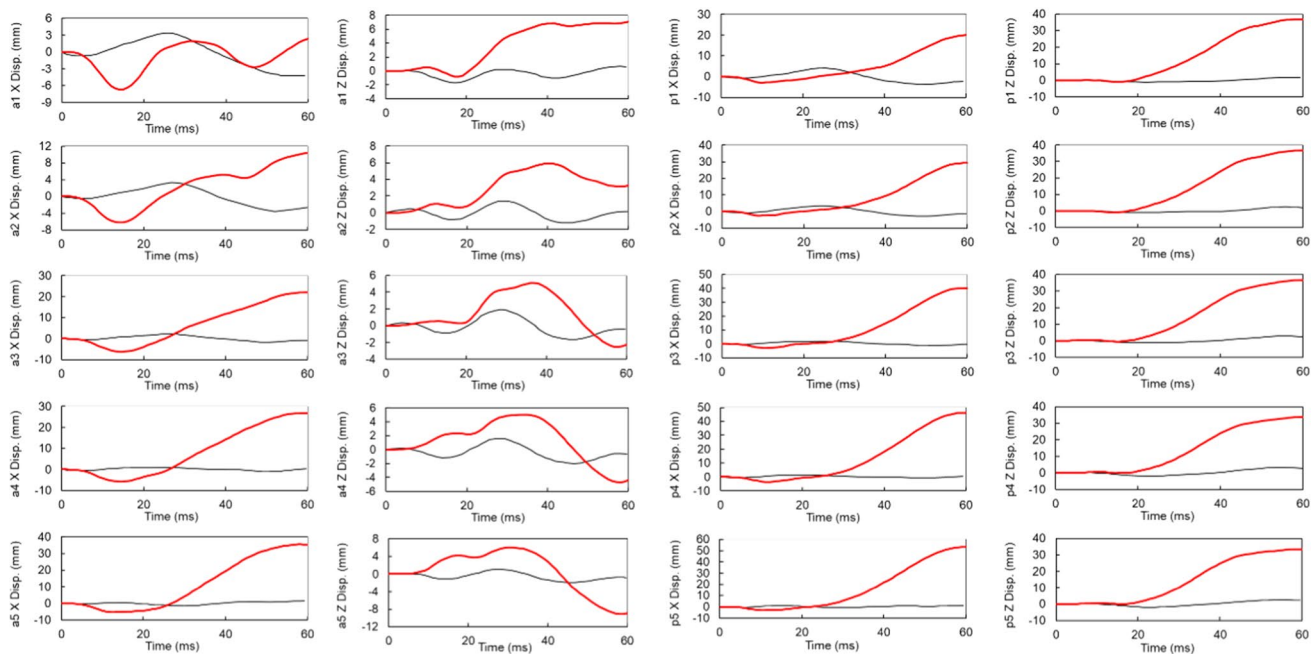 a1 X Disp. (mm)
6
3
0
-3
-6
-9
0 20 40 60
Time (ms)
a1 Z Disp. (mm)
8
6
4
2
0
-2
-4
0 20 40 60
Time (ms)
p1 X Disp. (mm)
30
20
10
0
-10
0 20 40 60
Time (ms)
p1 Z Disp. (mm)
40
30
20
10
0
-10
0 20 40 60
Time (ms)
a2 X Disp. (mm)
12
8
4
0
-4
-8
0 20 40 60
Time (ms)
a2 Z Disp. (mm)
8
6
4
2
0
-2
0 20 40 60
Time (ms)
p2 X Disp. (mm)
40
30
20
10
0
-10
0 20 40 60
Time (ms)
p2 Z Disp. (mm)
40
30
20
10
0
-10
0 20 40 60
Time (ms)
a3 X Disp. (mm)
30
20
10
0
-10
0 20 40 60
Time (ms)
a3 Z Disp. (mm)
6
4
2
0
-2
-4
0 20 40 60
Time (ms)
p3 X Disp. (mm)
50
40
30
20
10
0
-10
0 20 40 60
Time (ms)
p3 Z Disp. (mm)
40
30
20
10
0
-10
0 20 40 60
Time (ms)
a4 X Disp. (mm)
30
20
10
0
-10
0 20 40 60
Time (ms)
a4 Z Disp. (mm)
6
4
2
0
-2
-4
-6
0 20 40 60
Time (ms)
p4 X Disp. (mm)
50
40
30
20
10
0
-10
0 20 40 60
Time (ms)
p4 Z Disp. (mm)
40
30
20
10
0
-10
0 20 40 60
Time (ms)
a5 X Disp. (mm)
40
30
20
10
0
-10
0 20 40 60
Time (ms)
a5 Z Disp. (mm)
8
4
0
-4
-8
-12
0 20 40 60
Time (ms)
p5 X Disp. (mm)
60
50
40
30
20
10
0
-10
0 20 40 60
Time (ms)
p5 Z Disp. (mm)
40
30
20
10
0
-10
0 20 40 60
Time (ms)